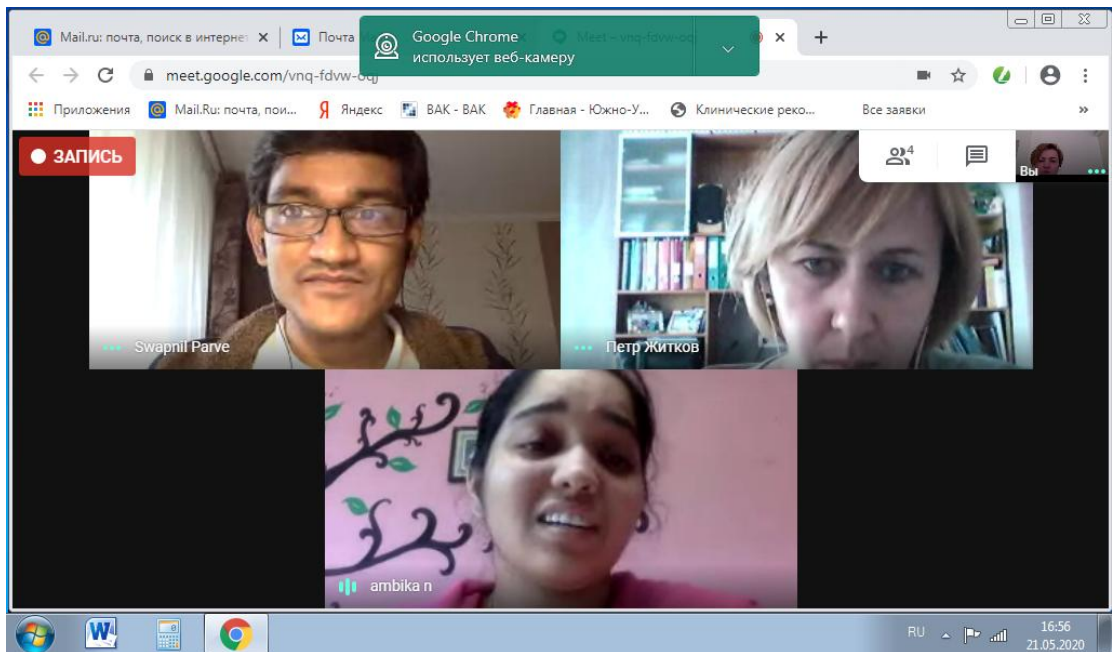 Mail.ru: почта, поиск в интернет
Почта
Google Chrome
использует веб-камеру
meet.google.com/vnq-fdvw-oqj
Приложения
Mail.Ru: почта, пои...
Яндекс
ВАК - ВАК
Главная - Южно-У...
Клинические реко...
Все заявки
»
ЗАПИСЬ
4
Вы
Swapnil Parve
Петр Житков
ambika n
RU
16:56
21.05.2020